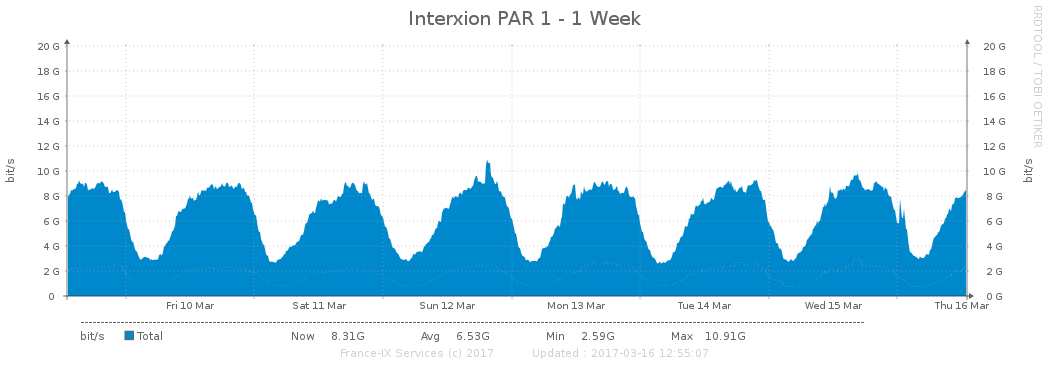 Interxion PAR 1 - 1 Week
RRDTOOL / TOBI OETIKER
bit/s
20 G 20 G
18 G 18 G
16 G 16 G
14 G 14 G
12 G 12 G
10 G 10 G
8 G 8 G
6 G 6 G
4 G 4 G
2 G 2 G
0 0 G
bit/s
Fri 10 Mar Sat 11 Mar Sun 12 Mar Mon 13 Mar Tue 14 Mar Wed 15 Mar Thu 16 Mar
bit/s Total Now 8.31G Avg 6.53G Min 2.59G Max 10.91G
France-IX Services (c) 2017 Updated : 2017-03-16 12:55:07